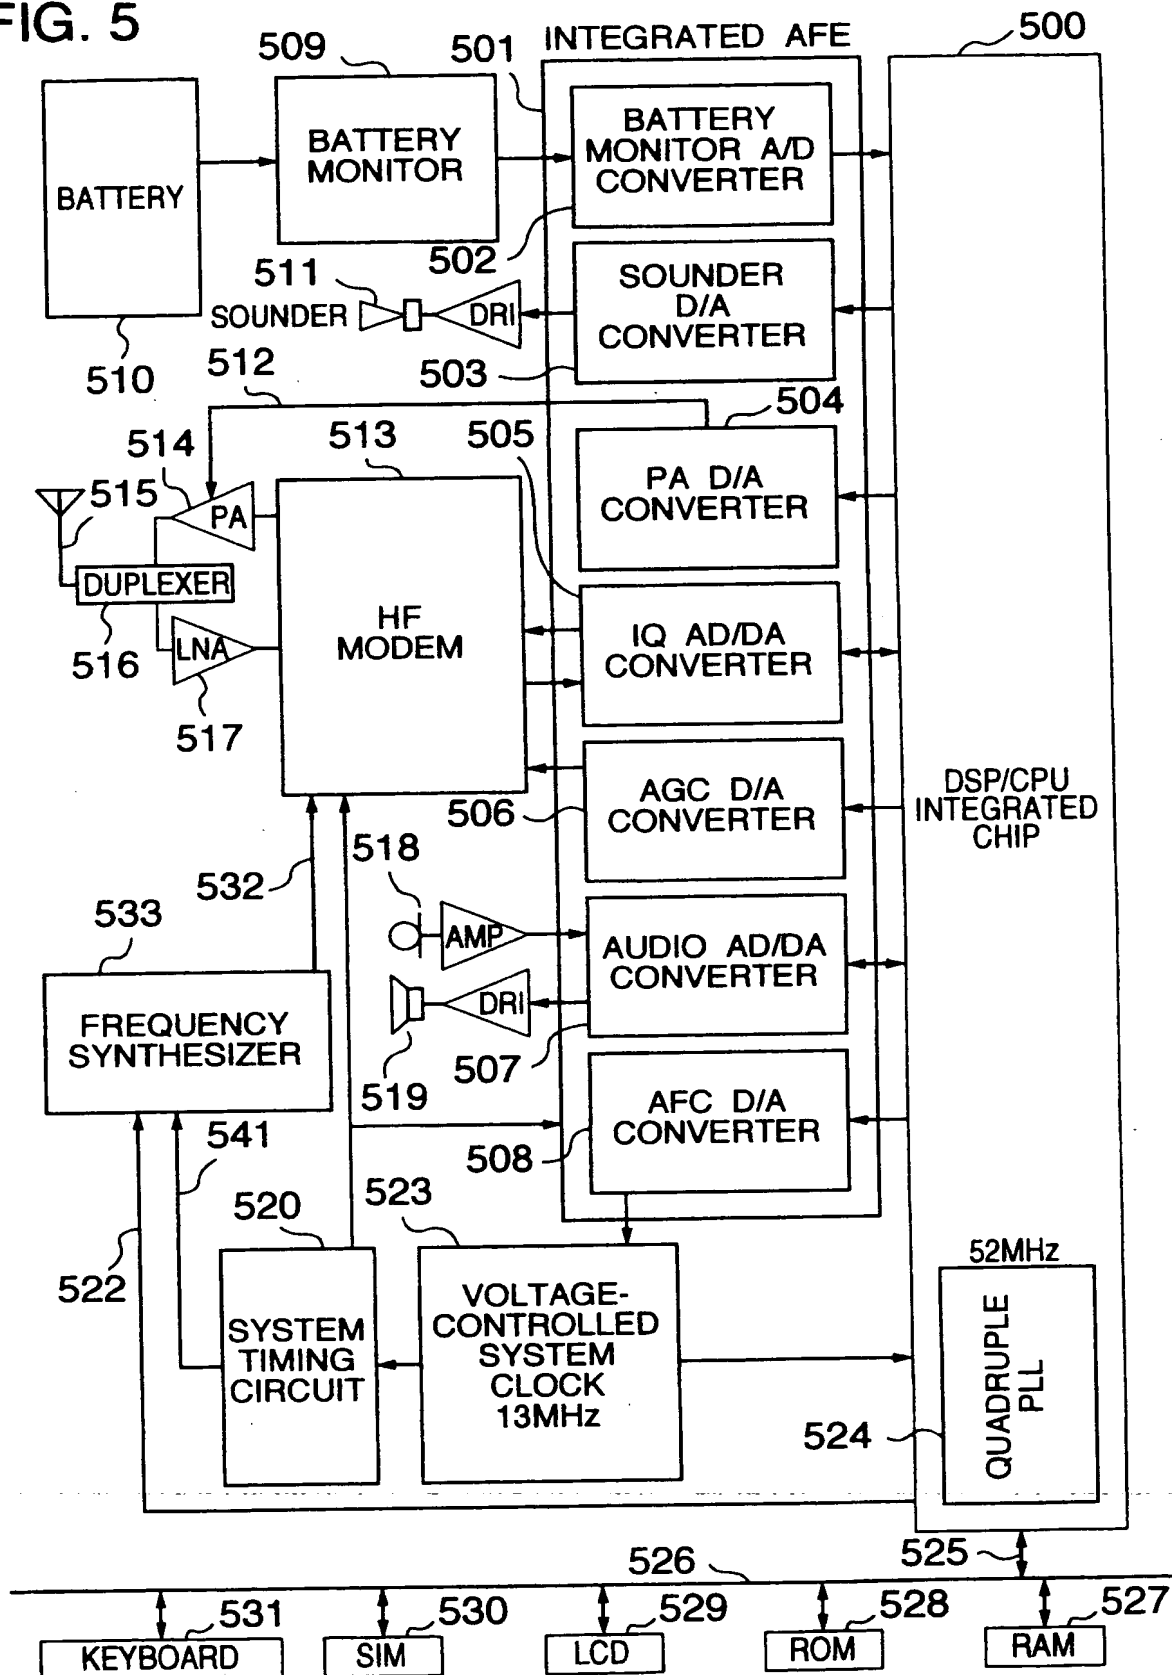 FIG. 5
509
501
INTEGRATED AFE
500
BATTERY
BATTERY
MONITOR
BATTERY
MONITOR A/D
CONVERTER
502
510
511
SOUNDER
DRI
SOUNDER
D/A
CONVERTER
503
512
504
514
513
505
515
PA
PA D/A
CONVERTER
DUPLEXER
516
LNA
517
HF
MODEM
IQ AD/DA
CONVERTER
506
AGC D/A
CONVERTER
DSP/CPU
INTEGRATED
CHIP
518
532
533
AMP
AUDIO AD/DA
CONVERTER
DRI
FREQUENCY
SYNTHESIZER
507
519
AFC D/A
CONVERTER
508
541
520
523
522
SYSTEM
TIMING
CIRCUIT
VOLTAGE-
CONTROLLED
SYSTEM
CLOCK
13MHz
52MHz
QUADRUPLE
PLL
524
525
526
531
530
529
528
527
KEYBOARD
SIM
LCD
ROM
RAM